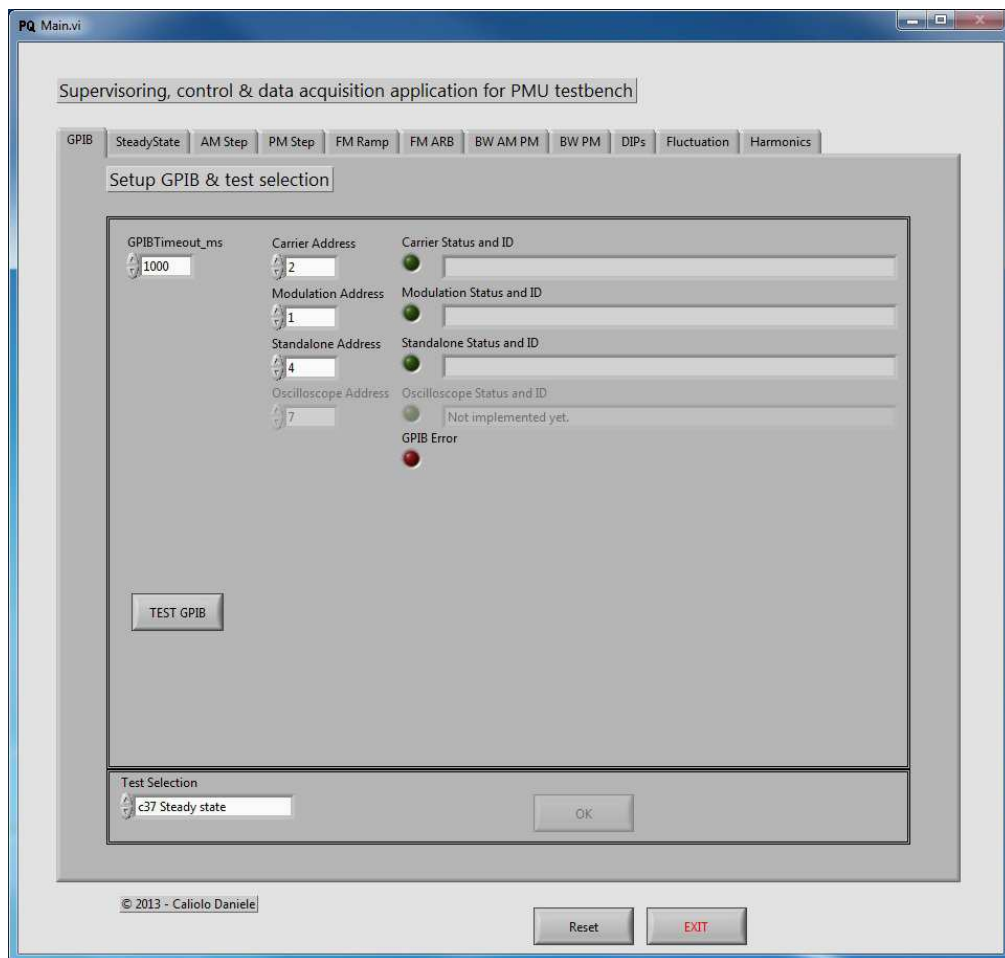 PQ Main.vi
Supervisoring, control & data acquisition application for PMU testbench
GPIB SteadyState AM Step PM Step FM Ramp FM ARB BW AM PM BW PM DIPs Fluctuation Harmonics
Setup GPIB & test selection
GPIBTimeout_ms Carrier Address Carrier Status and ID
1000 2
Modulation Address Modulation Status and ID
1
Standalone Address Standalone Status and ID
4
Oscilloscope Address Oscilloscope Status and ID
7 Not implemented yet.
GPIB Error
TEST GPIB
Test Selection
c37 Steady state OK
© 2013 - Caliolo Daniele
Reset EXIT